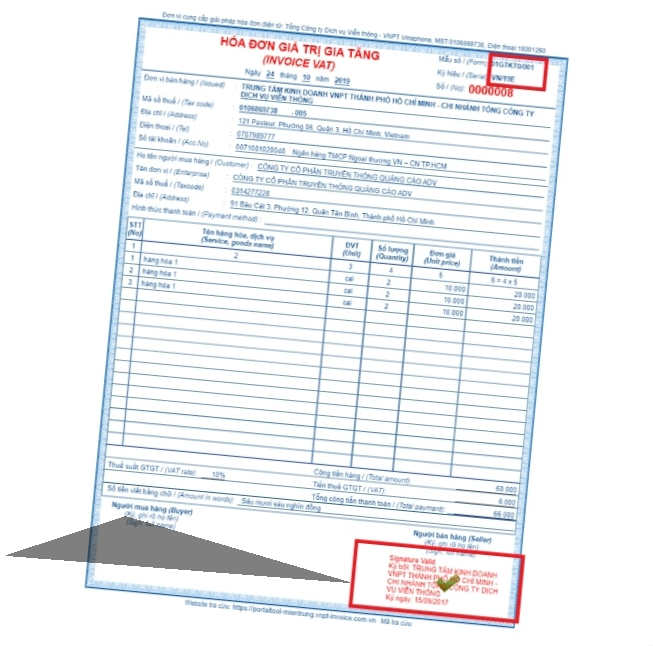 Đơn vị cung cấp giải pháp hóa đơn điện tử: Tổng Công ty Dịch vụ Viễn thông - VNPT Vinaphone, MST:0106869738, Điện thoại:18001260
HÓA ĐƠN GIÁ TRỊ GIA TĂNG
(INVOICE VAT)
Ngày 24 tháng 10 năm 2019
Mẫu số / (Form): 01GTKT0/001
Ký hiệu / (Serial): VN/19E
Số / (No): 0000008
Đơn vị bán hàng / (Issued) : TRUNG TÂM KINH DOANH VNPT THÀNH PHỐ HỒ CHÍ MINH - CHI NHÁNH TỔNG CÔNG TY
DỊCH VỤ VIỄN THÔNG
Mã số thuế / (Tax code) : 0106869738 .005
Địa chỉ / (Address) : 121 Pasteur, Phường 06, Quận 3, Hồ Chí Minh, Vietnam
Điện thoại / (Tel) : 0707989777
Số tài khoản / (Acc.No) : 0071001020048 Ngân hàng TMCP Ngoại thương VN – CN.TP.HCM
Họ tên người mua hàng / (Customer) : CÔNG TY CỔ PHẦN TRUYỀN THÔNG QUẢNG CÁO ADV
Tên đơn vị / (Enterprise) : CÔNG TY CỔ PHẦN TRUYỀN THÔNG QUẢNG CÁO ADV
Mã số thuế / (Taxcode) : 0314277228
Địa chỉ / (Address) : 51 Bàu Cát 3, Phường 12, Quận Tân Bình, Thành phố Hồ Chí Minh
Hình thức thanh toán / (Payment method) :
STT Tên hàng hóa, dịch vụ ĐVT Số lượng Đơn giá Thành tiền
(No) (Service, goods name) (Unit) (Quantity) (Unit price) (Amount)
1 2 3 4 5 6 = 4 x 5
1 hàng hóa 1 cái 2 10.000 20.000
2 hàng hóa 1 cái 2 10.000 20.000
3 hàng hóa 1 cái 2 10.000 20.000
Cộng tiền hàng / (Total amount): 60.000
Thuế suất GTGT / (VAT rate): 10% Tiền thuế GTGT / (VAT): 6.000
Tổng cộng tiền thanh toán / (Total payment): 66.000
Số tiền viết bằng chữ / (Amount in words): Sáu mươi sáu nghìn đồng
Người mua hàng (Buyer) Người bán hàng (Seller)
(Ký, ghi rõ họ tên) (Ký, ghi rõ họ tên)
(Sign, full name) (Sign, full name)
Signature Valid
Ký bởi: TRUNG TÂM KINH DOANH
VNPT THÀNH PHỐ HỒ CHÍ MINH -
CHI NHÁNH TỔNG CÔNG TY DỊCH
VỤ VIỄN THÔNG
Ký ngày: 15/09/2017
Website tra cứu: https://portaltool-mientrung.vnpt-invoice.com.vn Mã tra cứu: